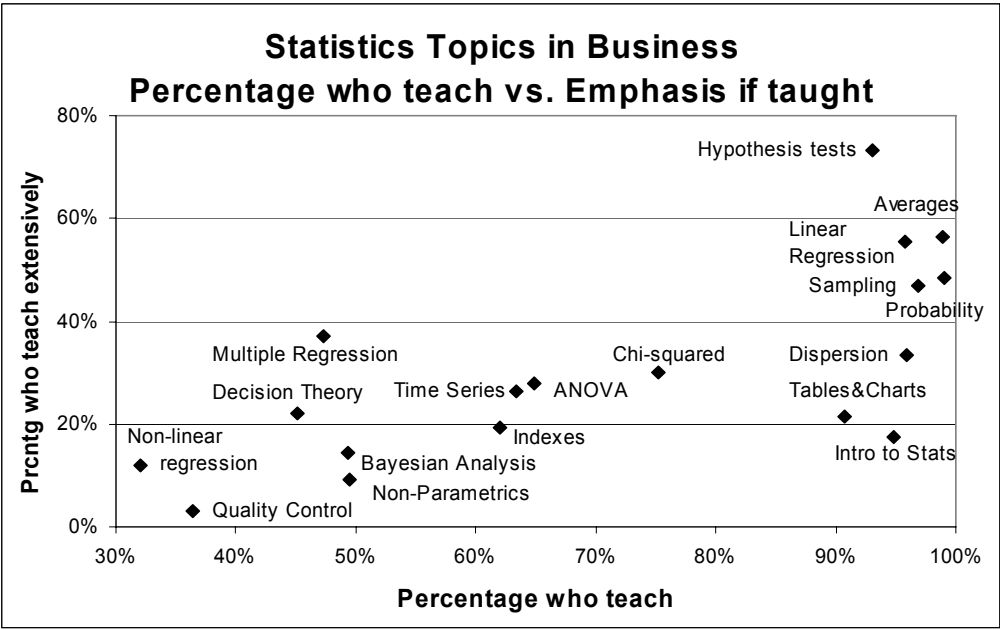 Statistics Topics in Business
Percentage who teach vs. Emphasis if taught
Prcntg who teach extensively
80%
60%
40%
20%
0%
Hypothesis tests
Averages
Linear
Regression
Sampling
Probability
Multiple Regression
Chi-squared
Dispersion
Decision Theory
Time Series
ANOVA
Tables&Charts
Non-linear
regression
Indexes
Intro to Stats
Bayesian Analysis
Non-Parametrics
Quality Control
30%
40%
50%
60%
70%
80%
90%
100%
Percentage who teach